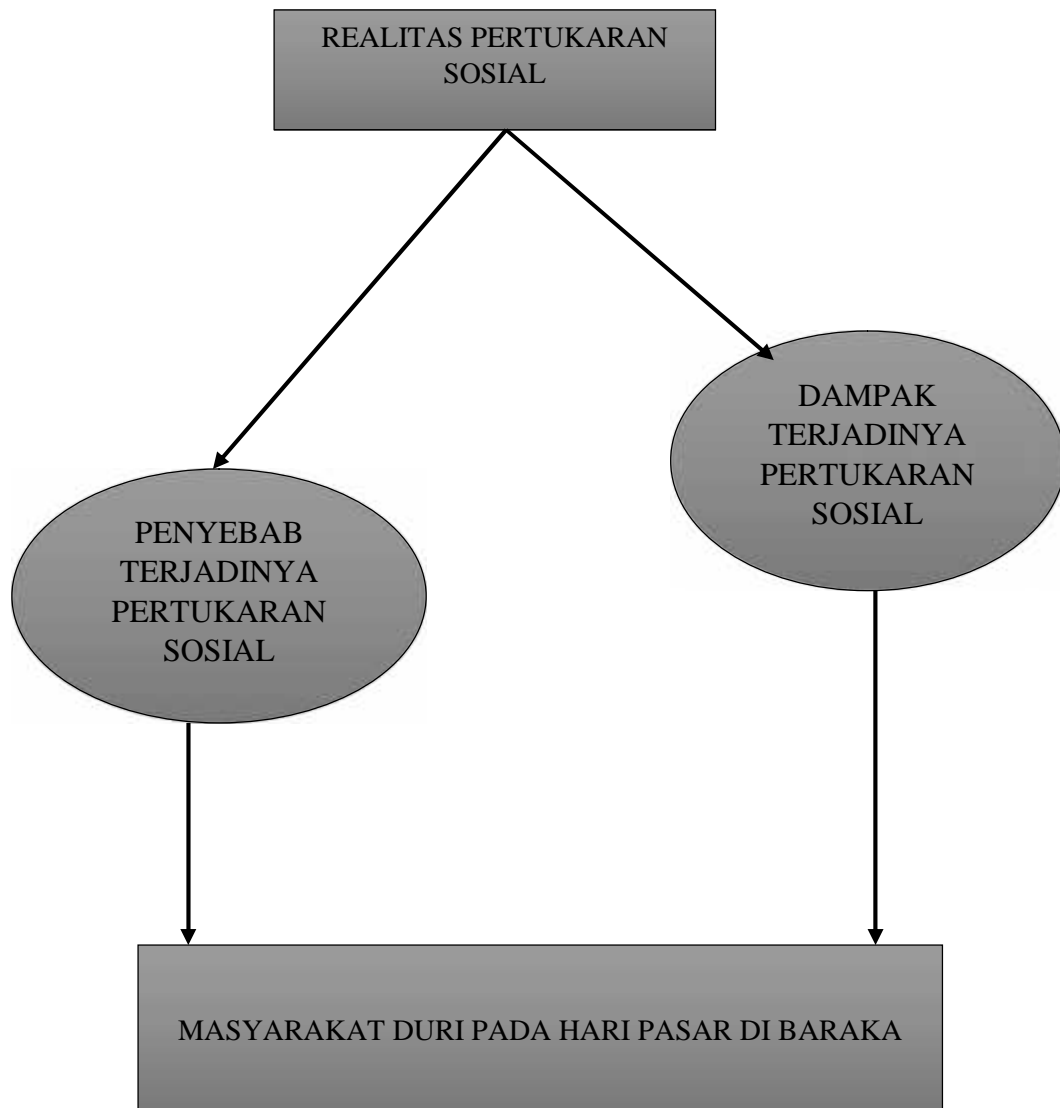 REALITAS PERTUKARAN
SOSIAL
DAMPAK
TERJADINYA
PERTUKARAN
SOSIAL
PENYEBAB
TERJADINYA
PERTUKARAN
SOSIAL
MASYARAKAT DURI PADA HARI PASAR DI BARAKA